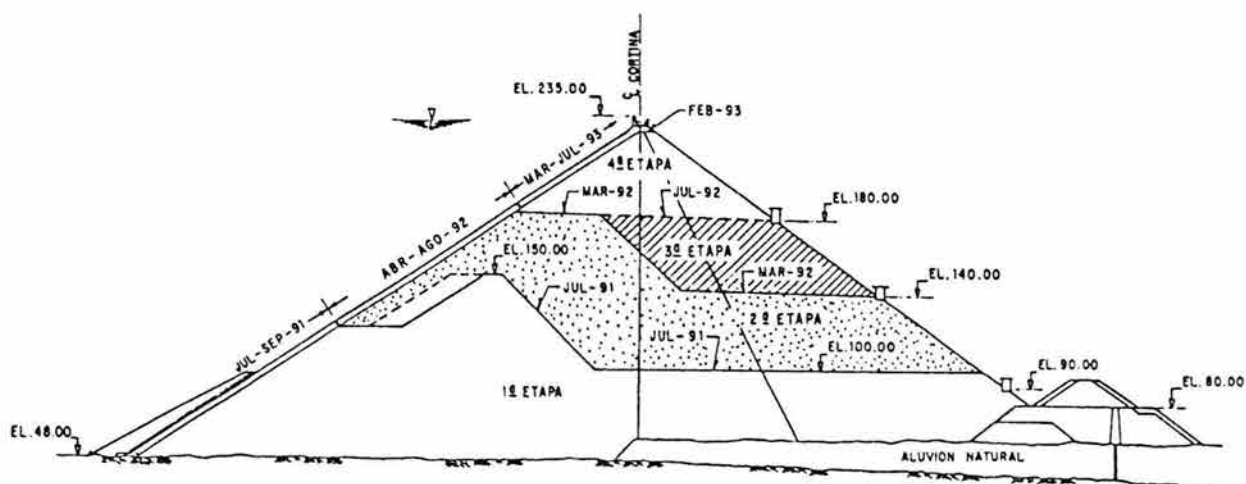 ℄ CORTINA
EL. 235.00
FEB-93
MAR-JUL-93
4ª ETAPA
MAR-92
JUL-92
EL.180.00
ABR-AGO-92
3ª ETAPA
EL.150.00
MAR-92
EL.140.00
JUL-91
2ª ETAPA
JUL-SEP-91
JUL-91
EL.100.00
EL.90.00
EL.80.00
1ª ETAPA
EL.48.00
ALUVION NATURAL